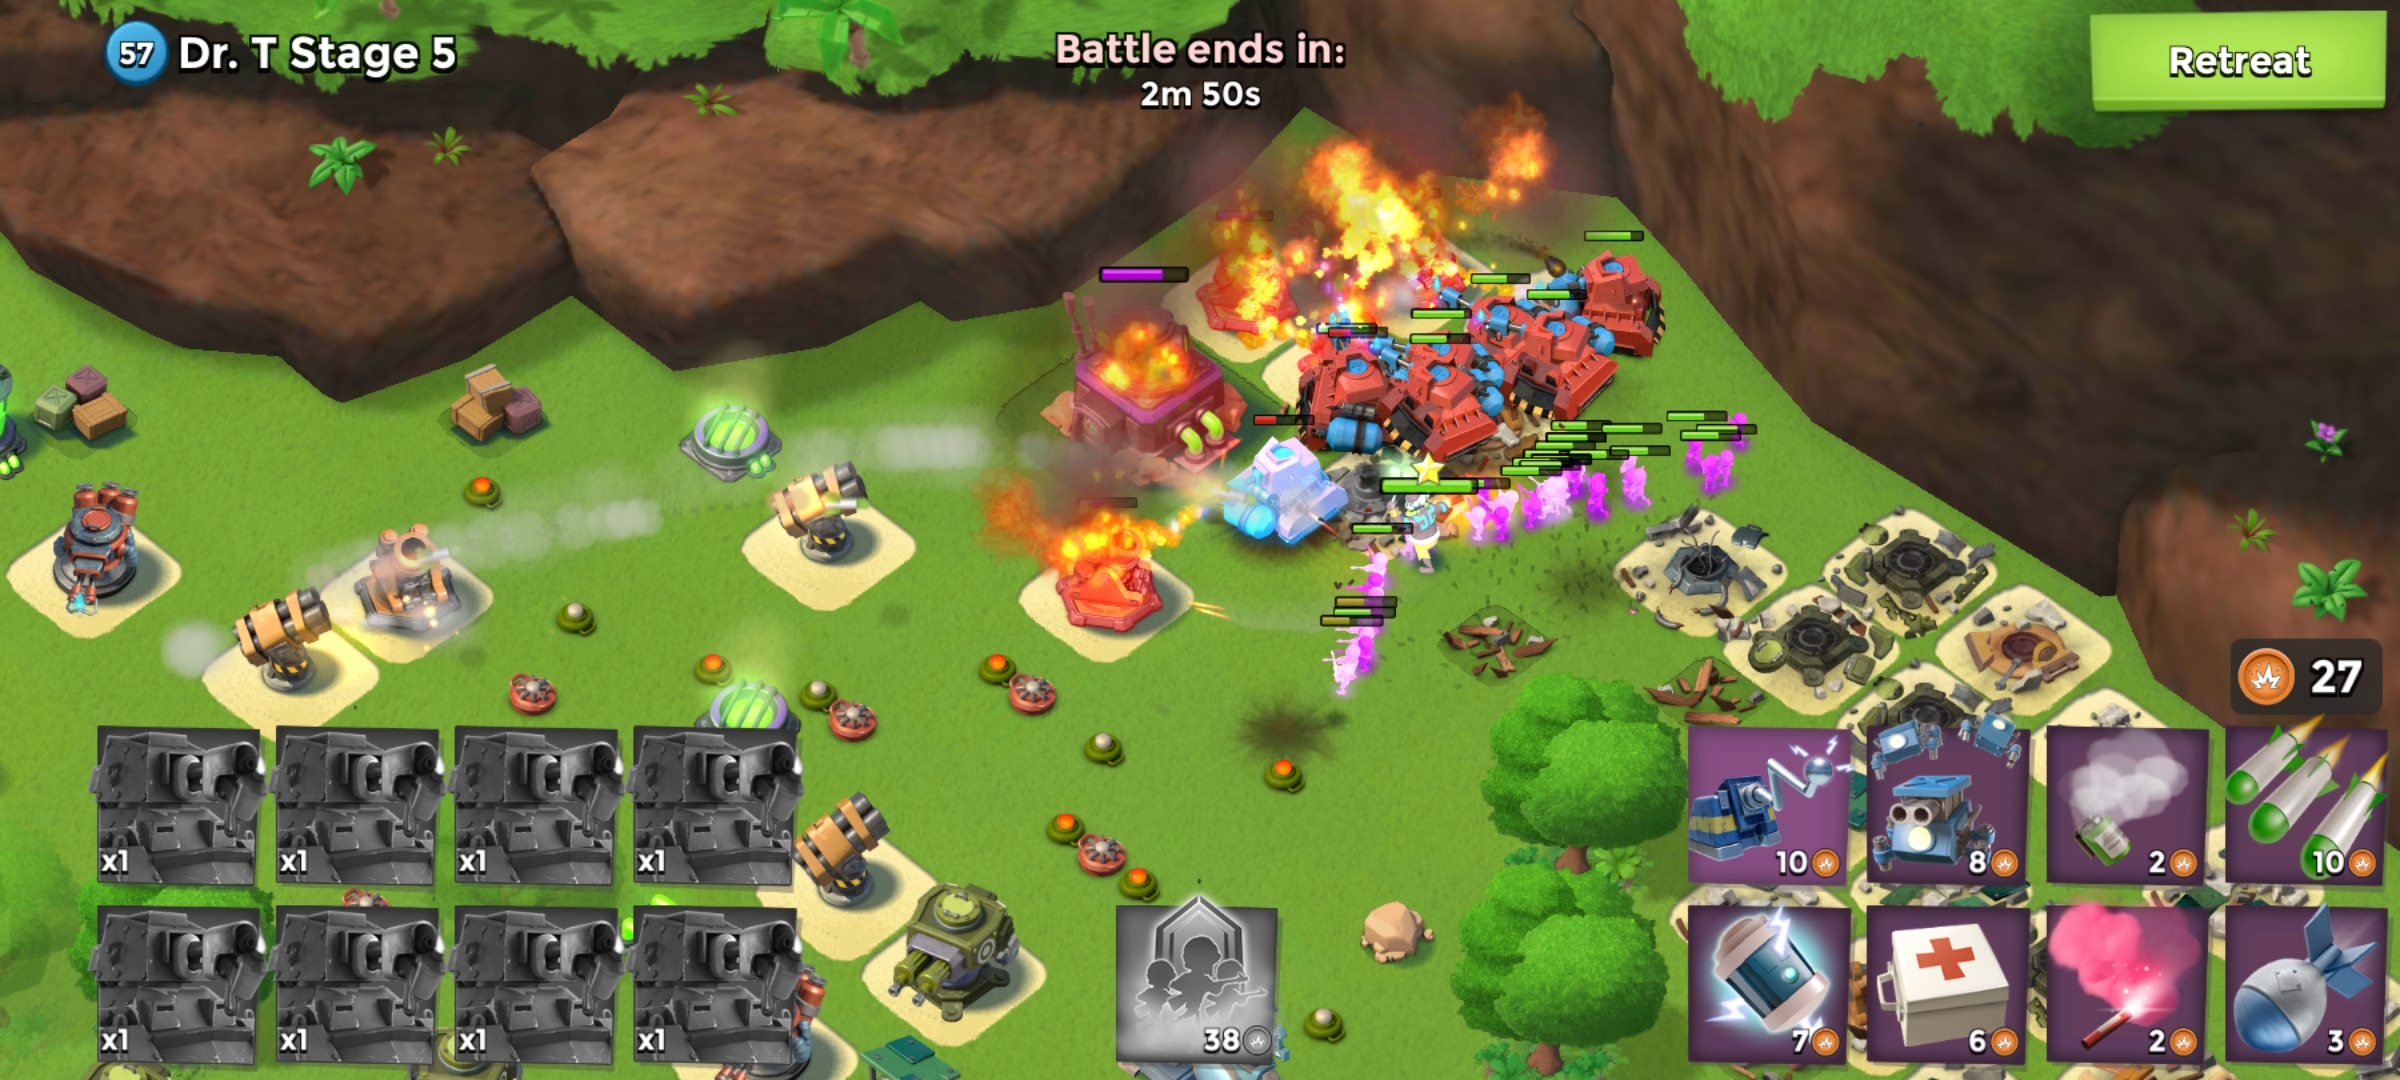 57 Dr. T Stage 5
Battle ends in:
2m 50s
Retreat
27
x1 x1 x1 x1
10 8 2 10
x1 x1 x1 x1
38
7 6 2 3